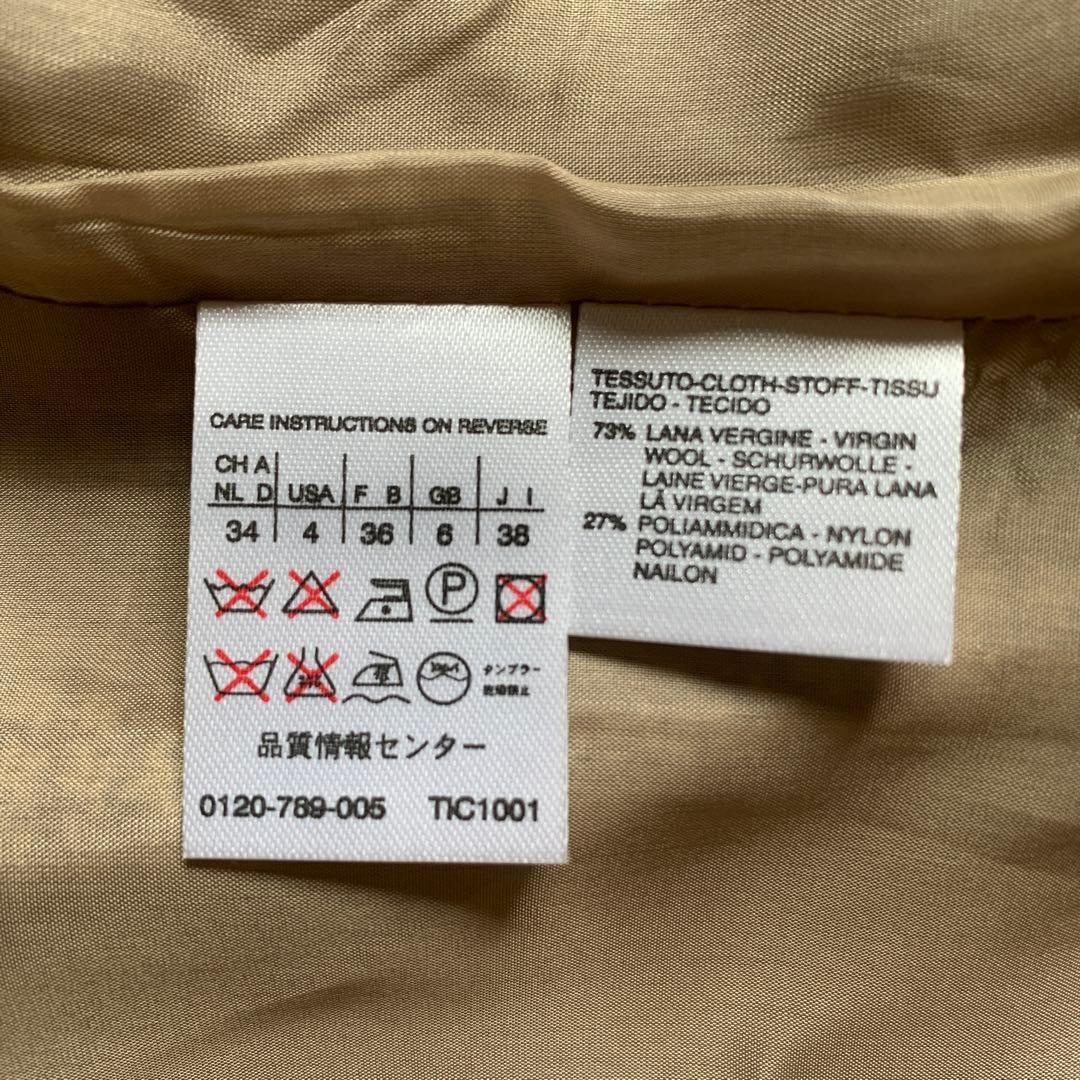 CARE INSTRUCTIONS ON REVERSE
CH A
NL D USA F B GB J I
34 4 36 6 38
P
タンブラー
乾燥禁止
品質情報センター
0120-789-005 TIC1001
TESSUTO-CLOTH-STOFF-TISSU
TEJIDO - TECIDO
73% LANA VERGINE - VIRGIN
WOOL - SCHURWOLLE -
LAINE VIERGE-PURA LANA
LÃ VIRGEM
27% POLIAMMIDICA - NYLON
POLYAMID - POLYAMIDE
NAILON